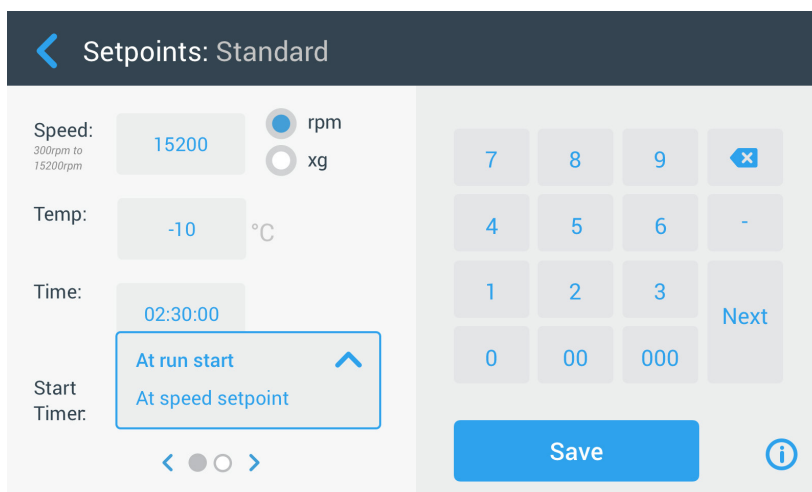 Setpoints: Standard
Speed:
300rpm to
15200rpm
15200
rpm
xg
Temp:
-10
°C
Time:
02:30:00
Start
Timer:
At run start
At speed setpoint
7 8 9
4 5 6 -
1 2 3
Next
0 00 000
Save